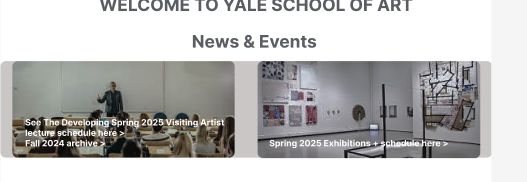 WELCOME TO YALE SCHOOL OF ART
News & Events
See The Developing Spring 2025 Visiting Artist
lecture schedule here >
Fall 2024 archive >
Spring 2025 Exhibitions + schedule here >